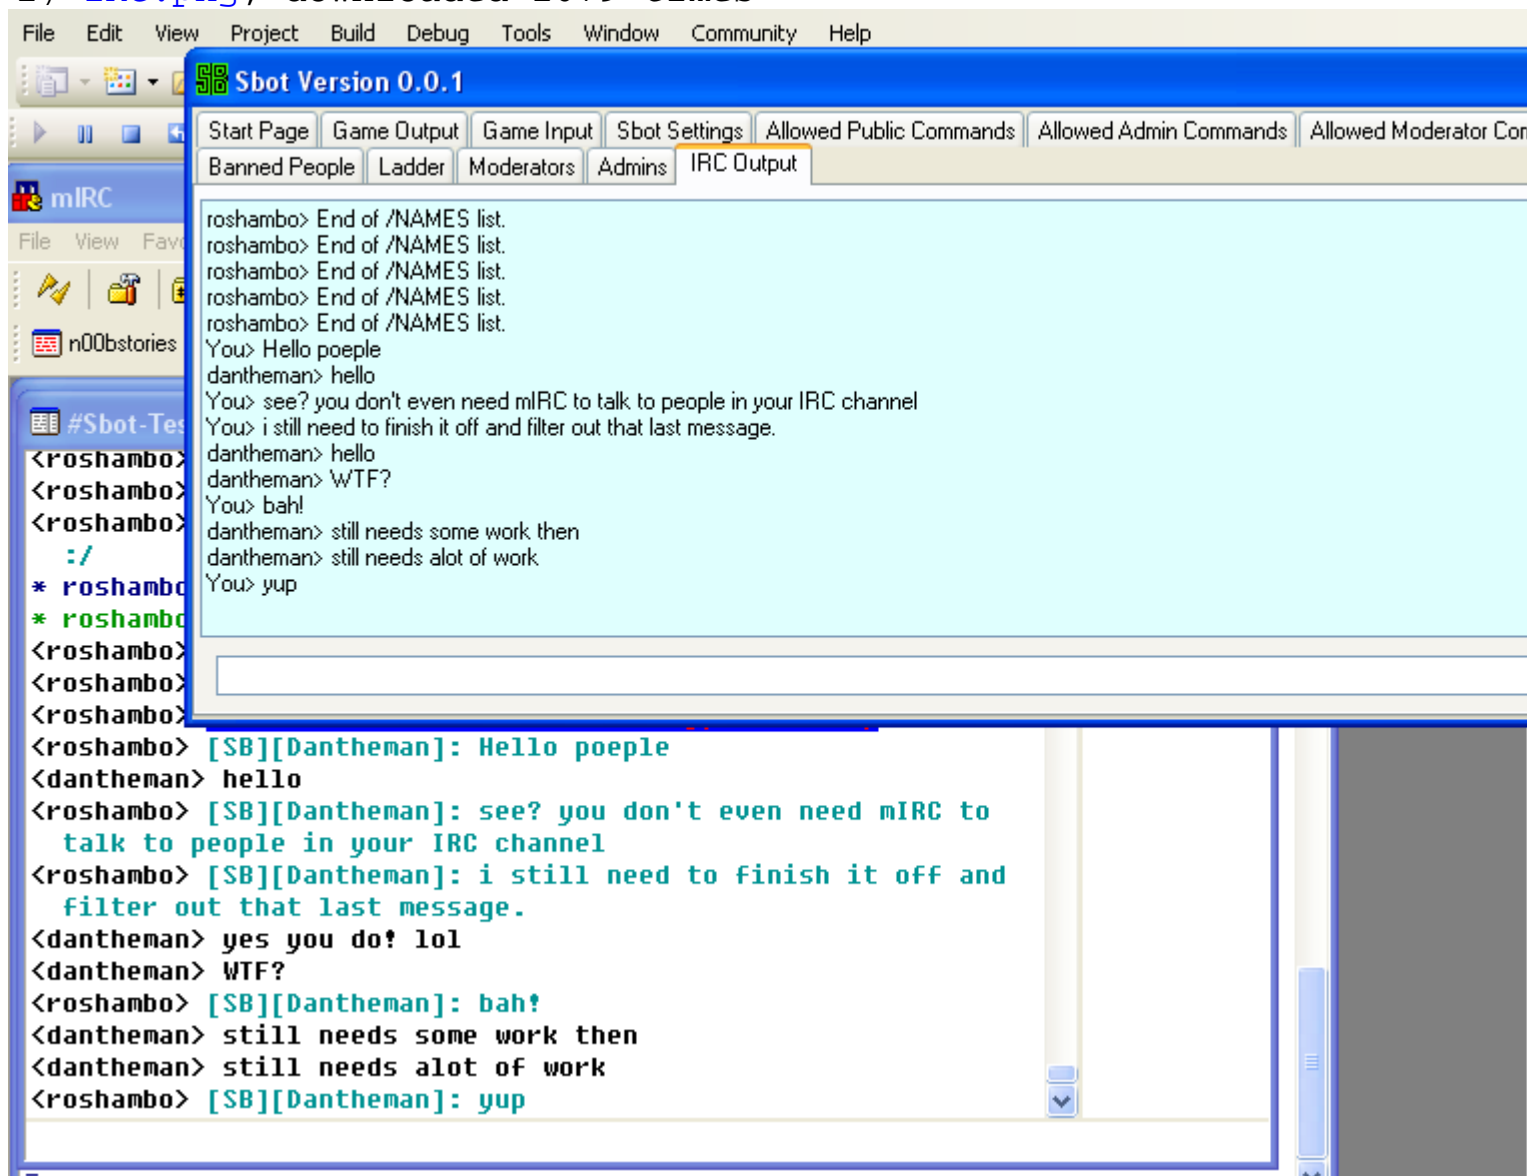 File Edit View Project Build Debug Tools Window Community Help
Sbot Version 0.0.1
Start Page Game Output Game Input Sbot Settings Allowed Public Commands Allowed Admin Commands Allowed Moderator
Banned People Ladder Moderators Admins IRC Output
mIRC
File View
n00bstories
roshambo> End of /NAMES list.
roshambo> End of /NAMES list.
roshambo> End of /NAMES list.
roshambo> End of /NAMES list.
roshambo> End of /NAMES list.
You> Hello poeple
dantheman> hello
You> see? you don't even need mIRC to talk to people in your IRC channel
You> i still need to finish it off and filter out that last message.
dantheman> hello
dantheman> WTF?
You> bah!
dantheman> still needs some work then
dantheman> still needs alot of work
You> yup
#Sbot-Tes
<roshambo>
<roshambo>
<roshambo>
:/
* roshambo
* roshambo
<roshambo>
<roshambo>
<roshambo>
<roshambo> [SB][Dantheman]: Hello poeple
<dantheman> hello
<roshambo> [SB][Dantheman]: see? you don't even need mIRC to
talk to people in your IRC channel
<roshambo> [SB][Dantheman]: i still need to finish it off and
filter out that last message.
<dantheman> yes you do! lol
<dantheman> WTF?
<roshambo> [SB][Dantheman]: bah!
<dantheman> still needs some work then
<dantheman> still needs alot of work
<roshambo> [SB][Dantheman]: yup